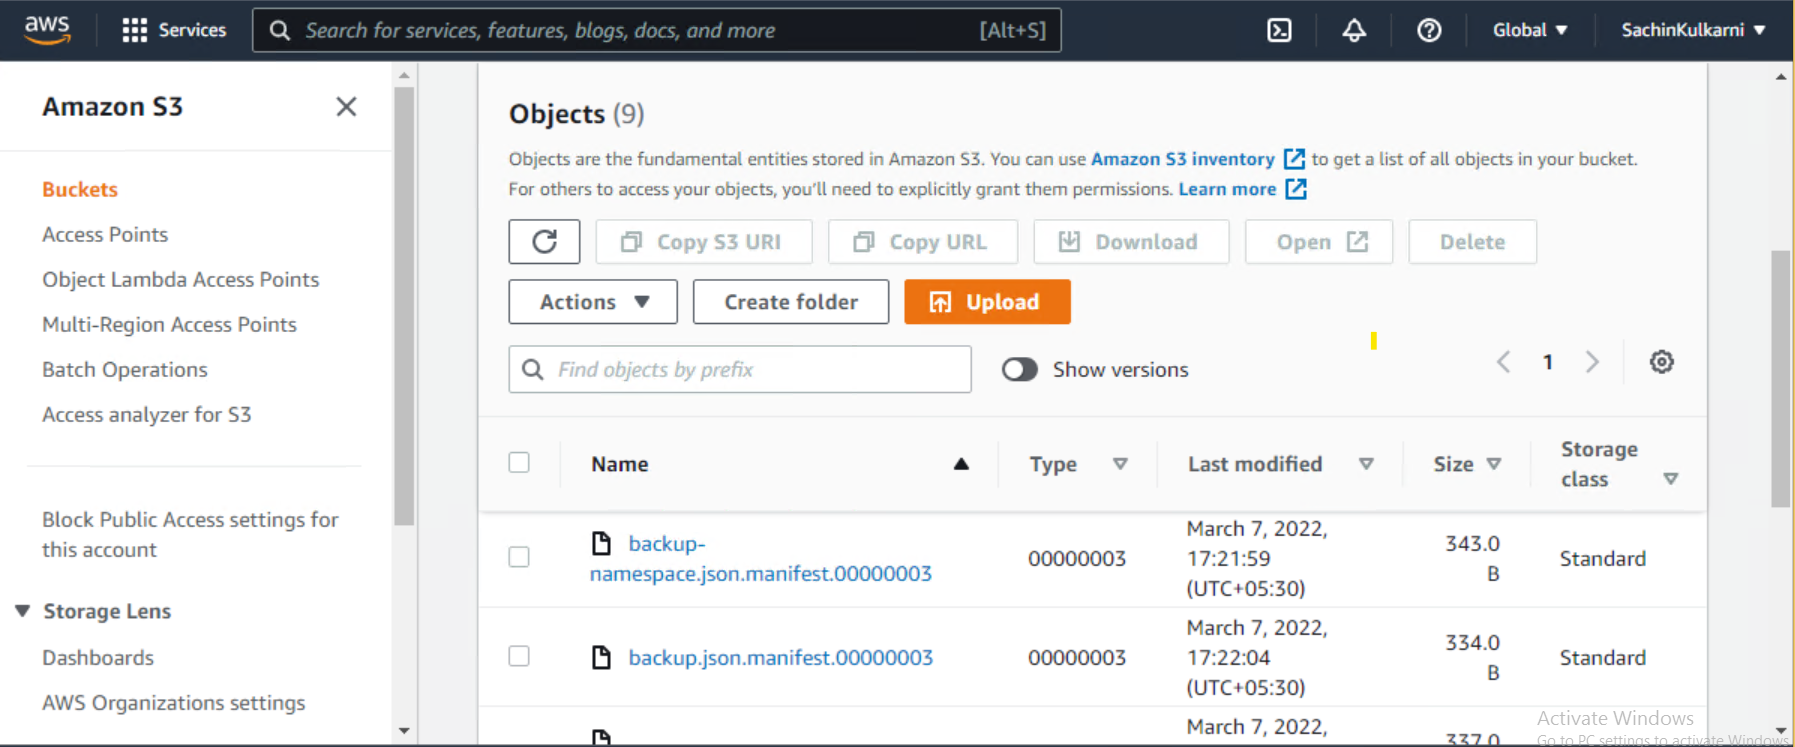 aws Services Search for services, features, blogs, docs, and more [Alt+S] Global SachinKulkarni
Amazon S3
Buckets
Access Points
Object Lambda Access Points
Multi-Region Access Points
Batch Operations
Access analyzer for S3
Block Public Access settings for
this account
Storage Lens
Dashboards
AWS Organizations settings
Objects (9)
Objects are the fundamental entities stored in Amazon S3. You can use Amazon S3 inventory to get a list of all objects in your bucket.
For others to access your objects, you'll need to explicitly grant them permissions. Learn more
Copy S3 URI Copy URL Download Open Delete
Actions Create folder Upload
Find objects by prefix Show versions 1
Name Type Last modified Size Storage
class
backup-
namespace.json.manifest.00000003 00000003 March 7, 2022,
17:21:59
(UTC+05:30) 343.0
B Standard
backup.json.manifest.00000003 00000003 March 7, 2022,
17:22:04
(UTC+05:30) 334.0
B Standard
March 7, 2022, 337.0
Activate Windows
Go to PC settings to activate Windows.